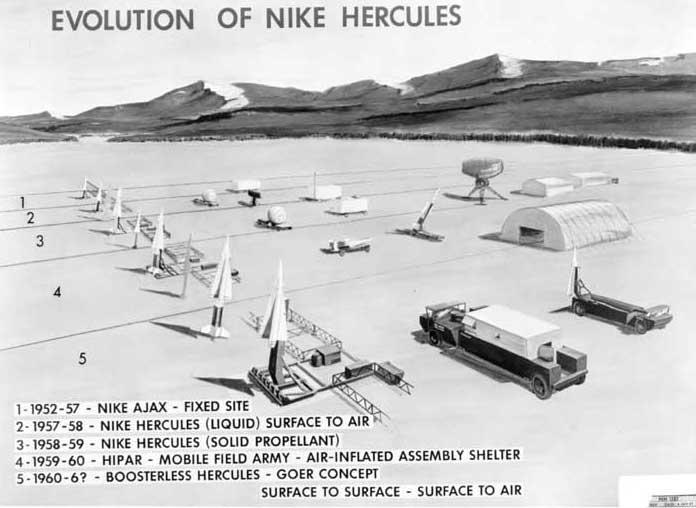 EVOLUTION OF NIKE HERCULES
1
2
3
4
5
1-1952-57 - NIKE AJAX - FIXED SITE
2-1957-58 - NIKE HERCULES (LIQUID) SURFACE TO AIR
3-1958-59 - NIKE HERCULES (SOLID PROPELLANT)
4-1959-60 - HIPAR - MOBILE FIELD ARMY - AIR-INFLATED ASSEMBLY SHELTER
5-1960-6? - BOOSTERLESS HERCULES - GOER CONCEPT
SURFACE TO SURFACE - SURFACE TO AIR